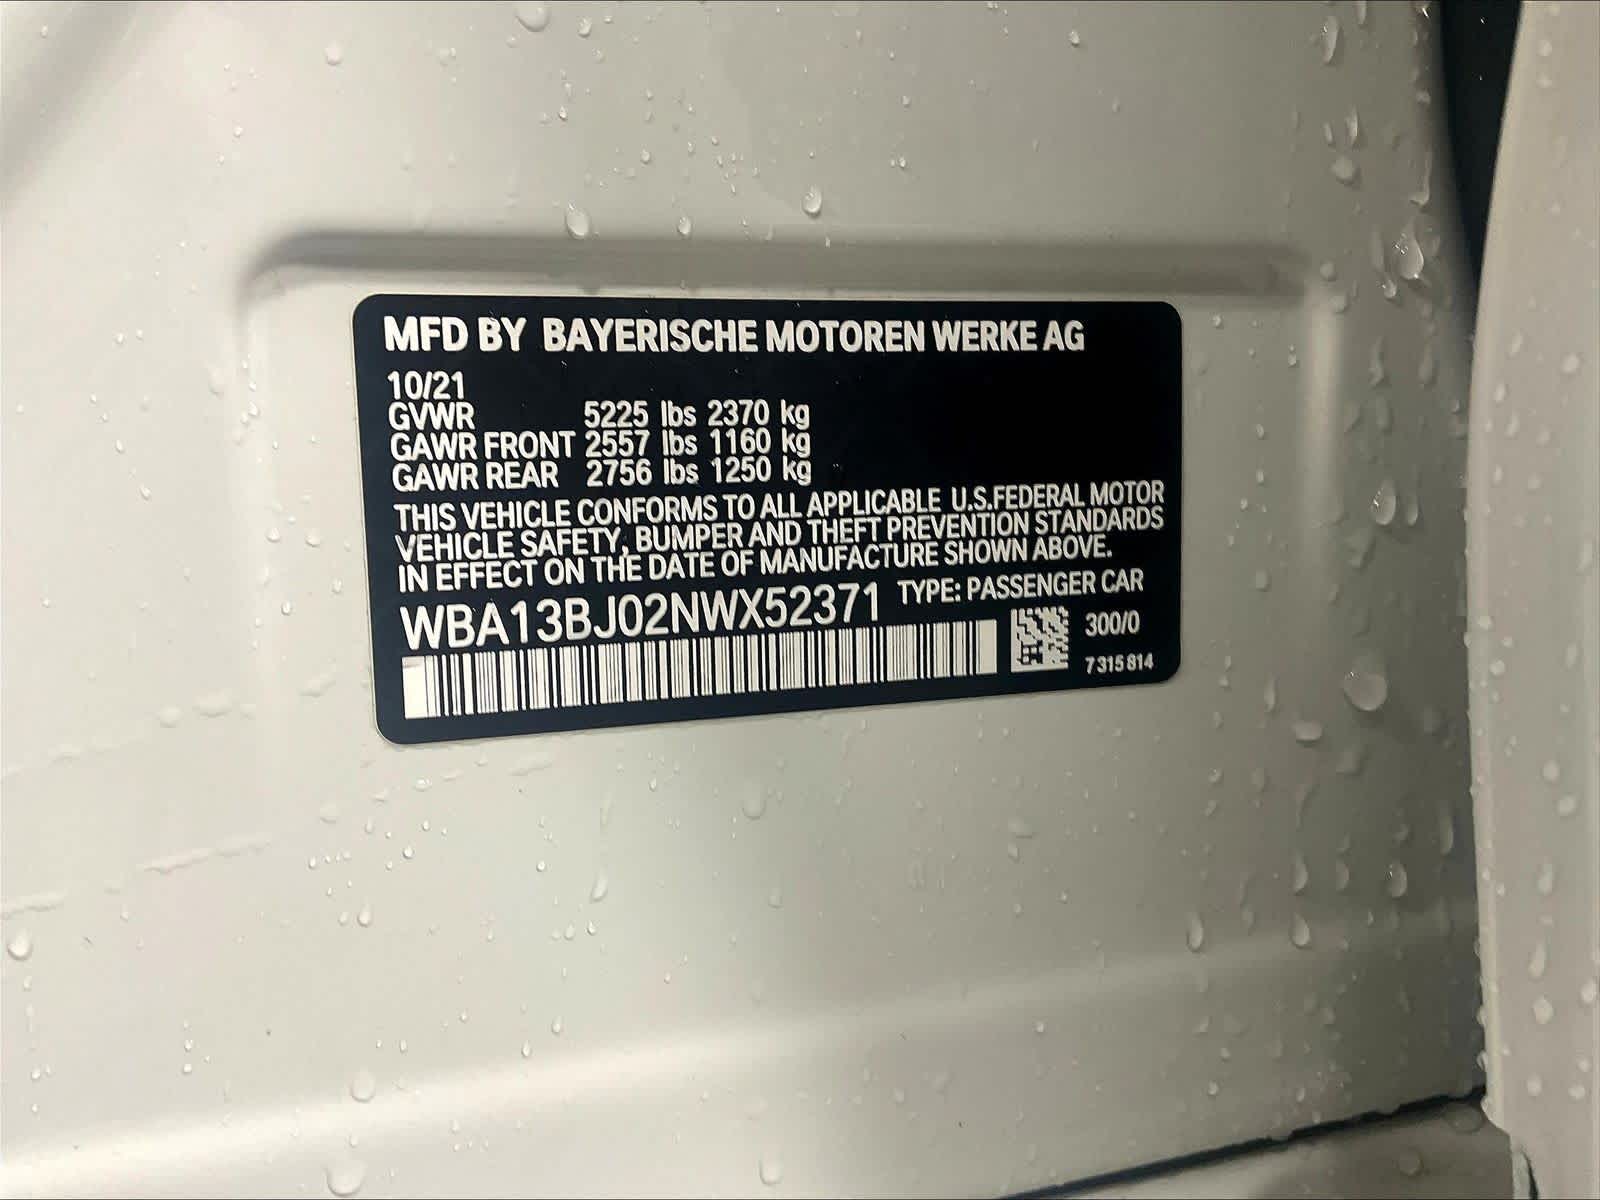 MFD BY BAYERISCHE MOTOREN WERKE AG
10/21
GVWR 5225 lbs 2370 kg
GAWR FRONT 2557 lbs 1160 kg
GAWR REAR 2756 lbs 1250 kg
THIS VEHICLE CONFORMS TO ALL APPLICABLE U.S.FEDERAL MOTOR
VEHICLE SAFETY, BUMPER AND THEFT PREVENTION STANDARDS
IN EFFECT ON THE DATE OF MANUFACTURE SHOWN ABOVE.
WBA13BJ02NWX52371 TYPE: PASSENGER CAR
300/0
7 315 814